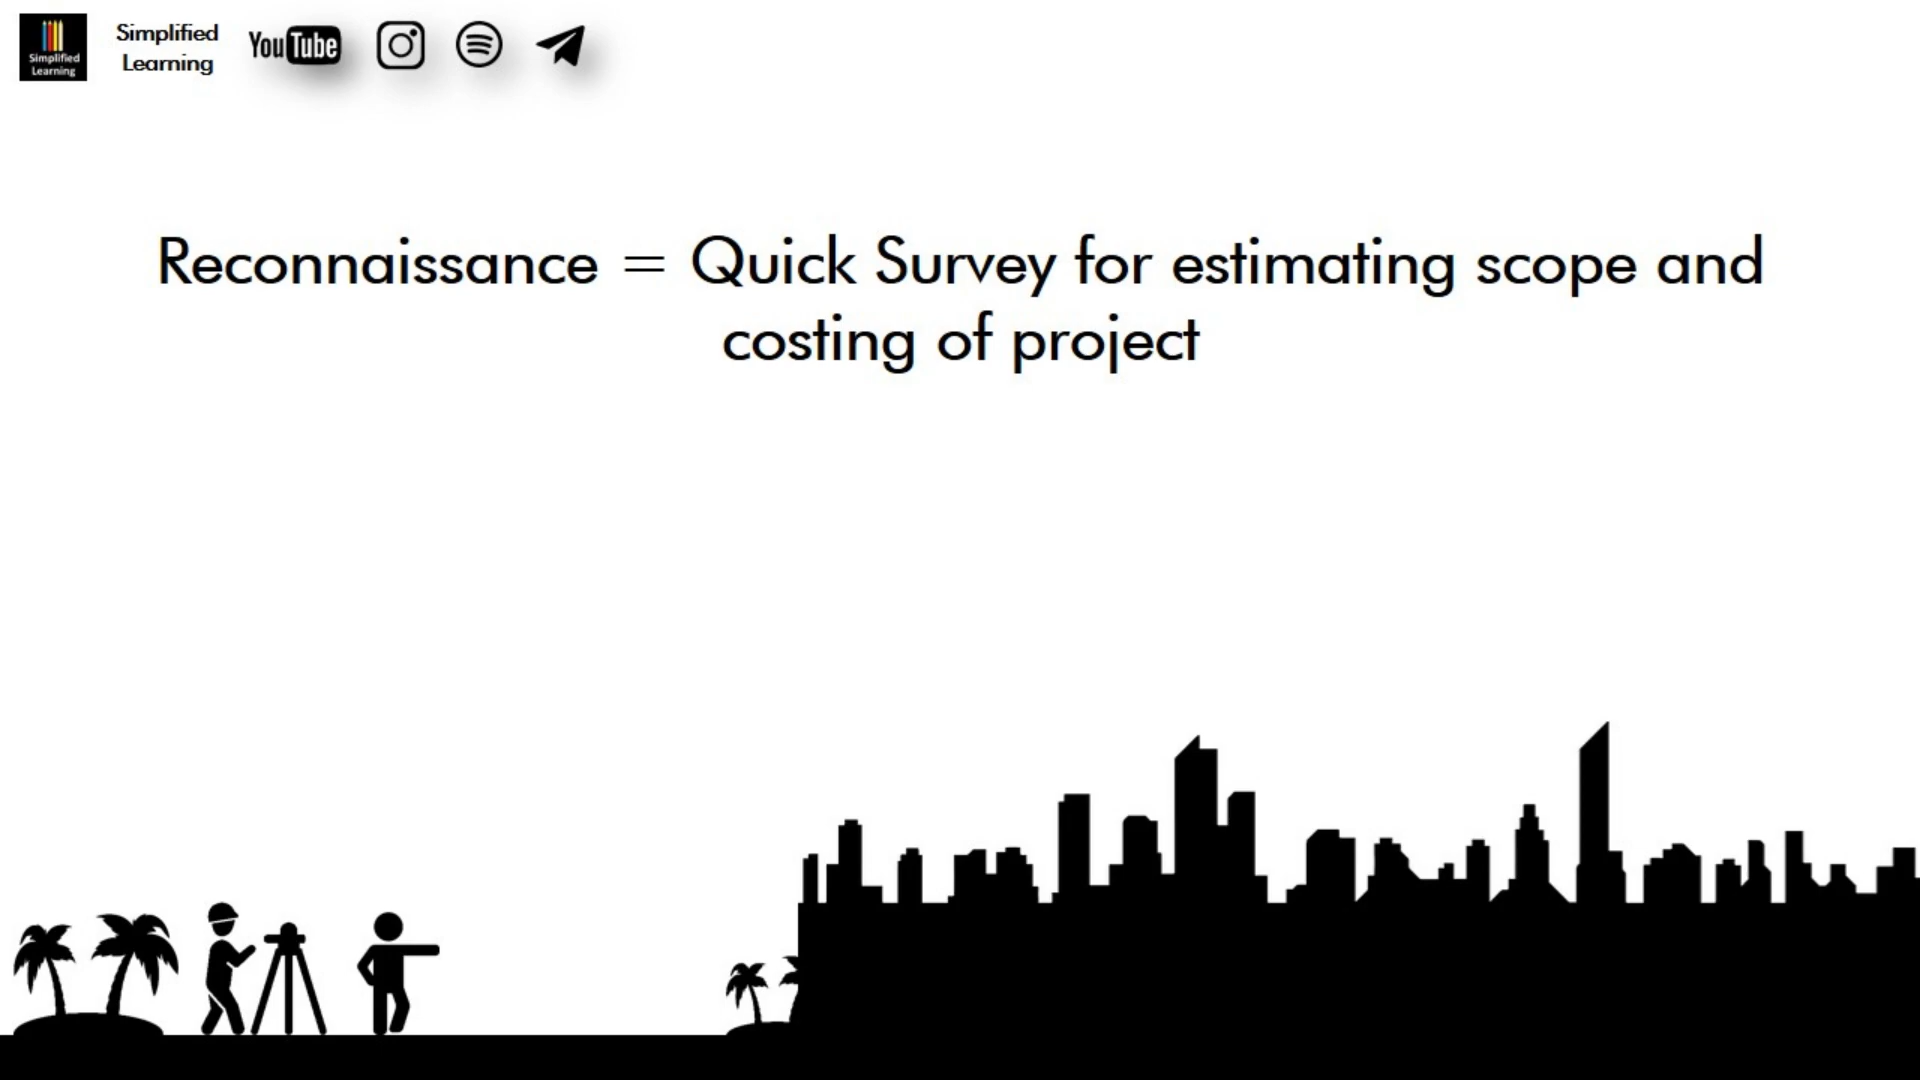 Simplified
Learning
Simplified
Learning
YouTube
Reconnaissance = Quick Survey for estimating scope and
costing of project